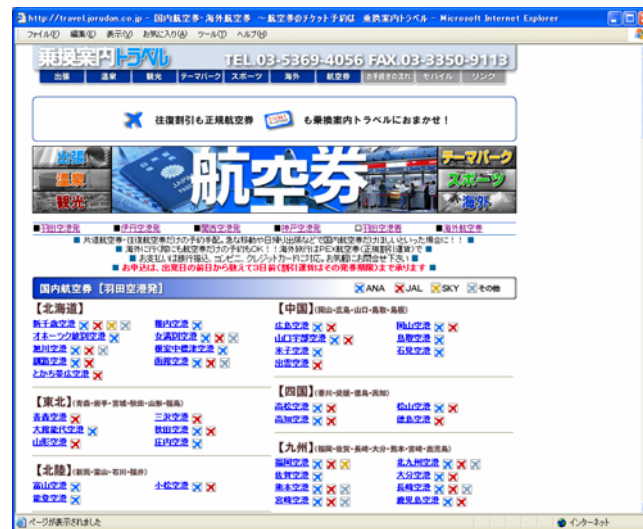 http://travel.jorudan.co.jp - 国内航空券・海外航空券 ～航空券のチケット予約は 乗換案内トラベル - Microsoft Internet Explorer
ファイル(F) 編集(E) 表示(V) お気に入り(A) ツール(T) ヘルプ(H)
乗換案内トラベル TEL.03-5369-4056 FAX.03-3350-9113
出張 温泉 観光 テーマパーク スポーツ 海外 航空券 お手続きの流れ モバイル リンク
往復割引も正規航空券 も乗換案内トラベルにおまかせ！
出張 温泉 観光 航空券 テーマパーク スポーツ 海外
■羽田空港発 ■伊丹空港発 ■関西空港発 ■神戸空港発 □羽田空港着 ■海外航空券
■ 片道航空券・往復航空券だけの予約手配。急な移動や日帰り出張などで国内航空券だけほしいといった場合に！！ ■
■ 海外に行く際にも航空券だけの予約もOK！！海外旅行はPEX航空券(正規割引運賃)で ■
■ お支払いは銀行振込、コンビニ、クレジットカードに対応。お気軽にお問合せ下さい ■
■ お申込は、出発日の前日から数えて3日前(割引運賃はその発券期限)まで承ります ■
国内航空券 【羽田空港発】 ANA JAL SKY その他
【北海道】
新千歳空港 稚内空港
オホーツク紋別空港 女満別空港
旭川空港 根室中標津空港
釧路空港 函館空港
とかち帯広空港
【東北】(青森・岩手・宮城・秋田・山形・福島)
青森空港 三沢空港
大館能代空港 秋田空港
山形空港 庄内空港
【北陸】(新潟・富山・石川・福井)
富山空港 小松空港
能登空港
【中国】(岡山・広島・山口・鳥取・島根)
広島空港 岡山空港
山口宇部空港 鳥取空港
米子空港 石見空港
出雲空港
【四国】(香川・愛媛・徳島・高知)
高松空港 松山空港
高知空港 徳島空港
【九州】(福岡・佐賀・長崎・大分・熊本・宮崎・鹿児島)
福岡空港 北九州空港
佐賀空港 大分空港
熊本空港 長崎空港
宮崎空港 鹿児島空港
ページが表示されました インターネット